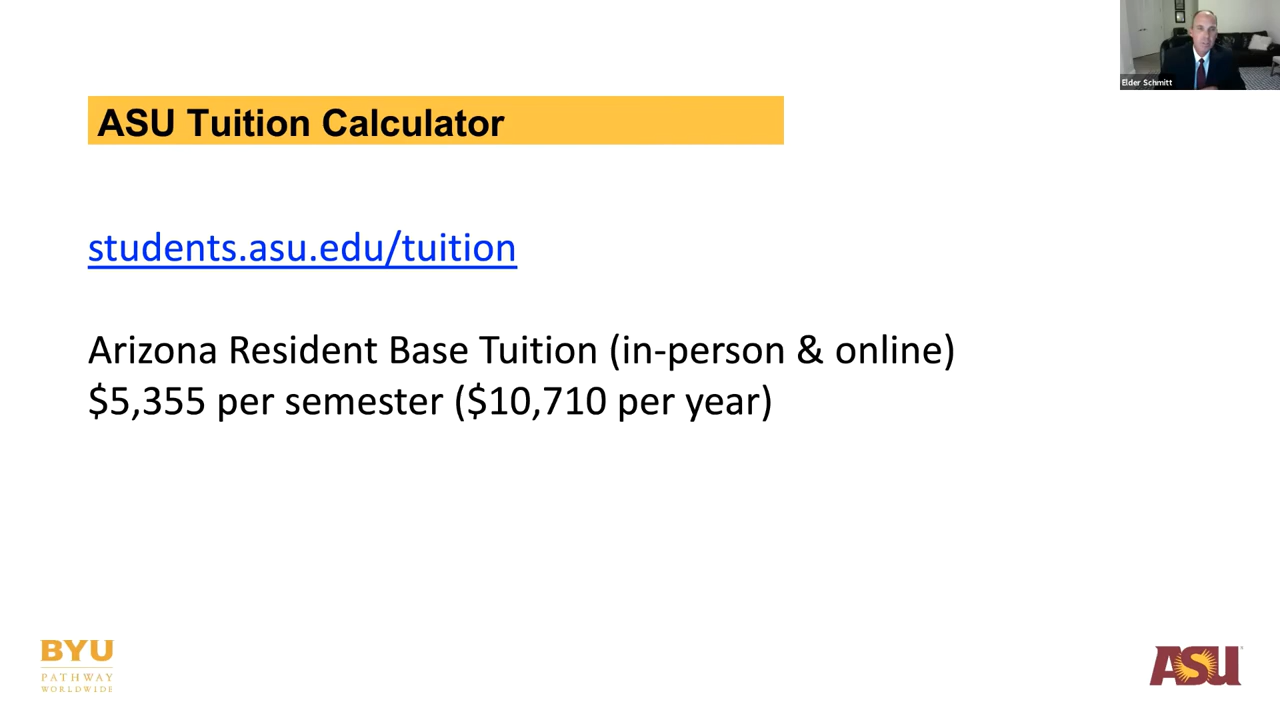 Elder Schmitt
ASU Tuition Calculator
students.asu.edu/tuition
Arizona Resident Base Tuition (in-person & online)
$5,355 per semester ($10,710 per year)
BYU
PATHWAY
WORLDWIDE
ASU